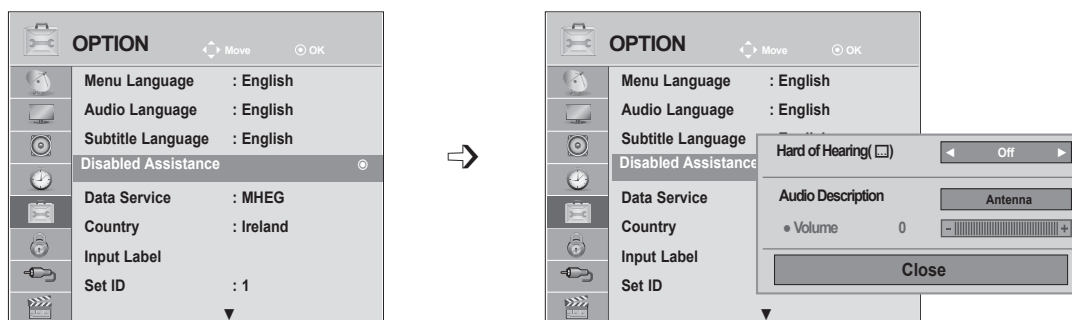 OPTION
Move
OK
Menu Language : English
Audio Language : English
Subtitle Language : English
Disabled Assistance
Data Service : MHEG
Country : Ireland
Input Label
Set ID : 1
OPTION
Move
OK
Menu Language : English
Audio Language : English
Subtitle Language
Disabled Assistance
Data Service
Country
Input Label
Set ID
Hard of Hearing( ) ◄ Off ►
Audio Description Antenna
• Volume 0 - +
Close